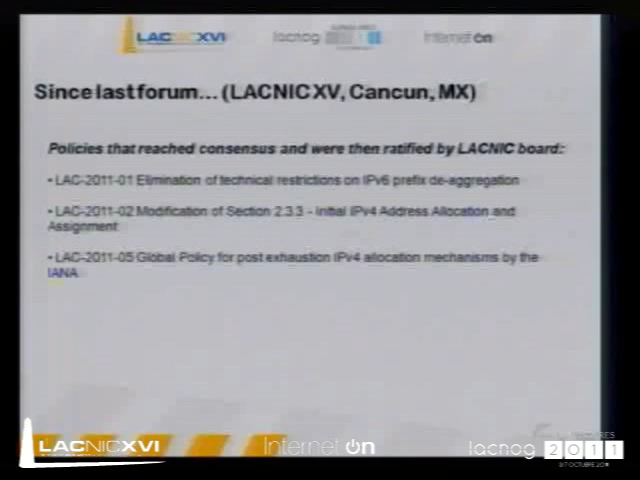 LACNICXVI
lacnog
Internet on
Since last forum... (LACNIC XV, Cancun, MX)
Policies that reached consensus and were then ratified by LACNIC board:
• LAC-2011-01 Elimination of technical restrictions on IPv6 prefix de-aggregation
• LAC-2011-02 Modification of Section 2.3.3 - Initial IPv4 Address Allocation and
Assignment
• LAC-2011-05 Global Policy for post exhaustion IPv4 allocation mechanisms by the
IANA
LACNICXVI
Internet On
lacnog 2011